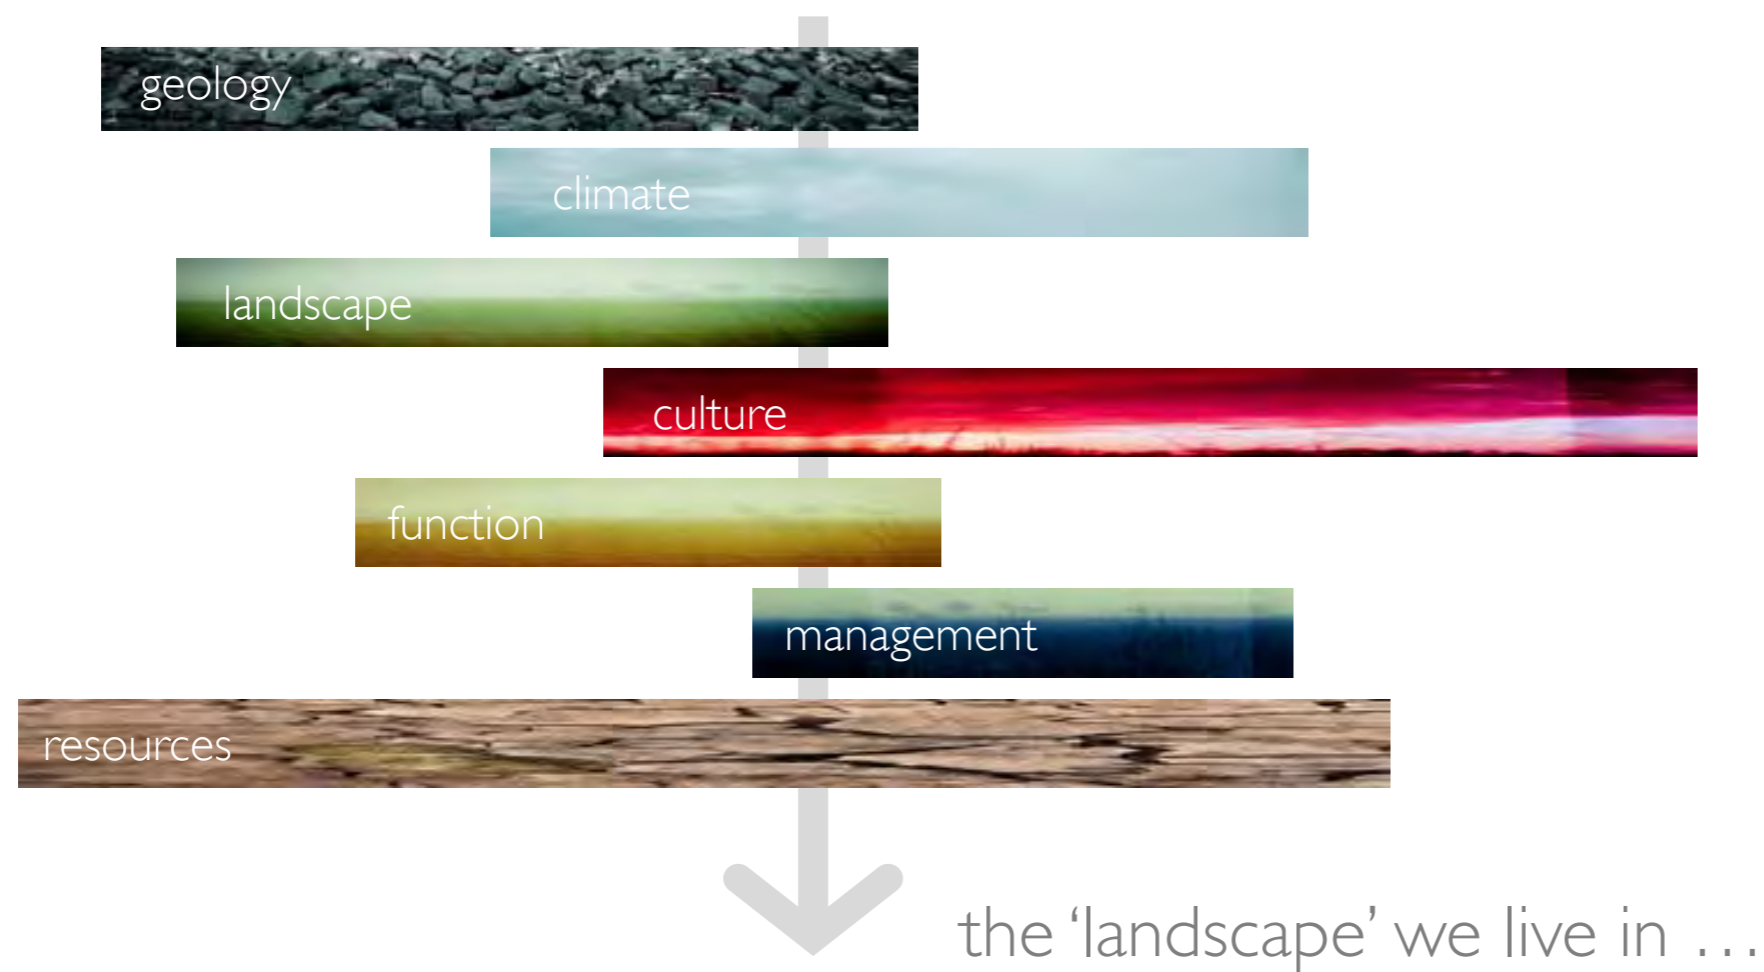 geology
climate
landscape
culture
function
management
resources
the ‘landscape’ we live in …